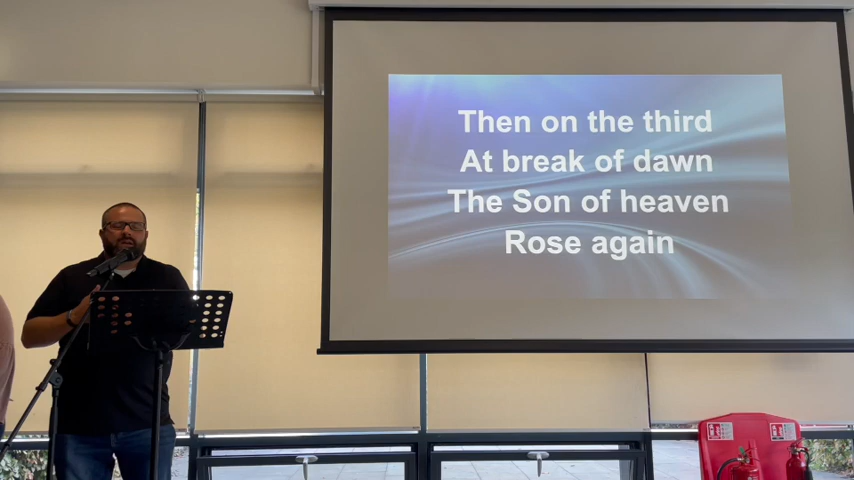 Then on the third
At break of dawn
The Son of heaven
Rose again